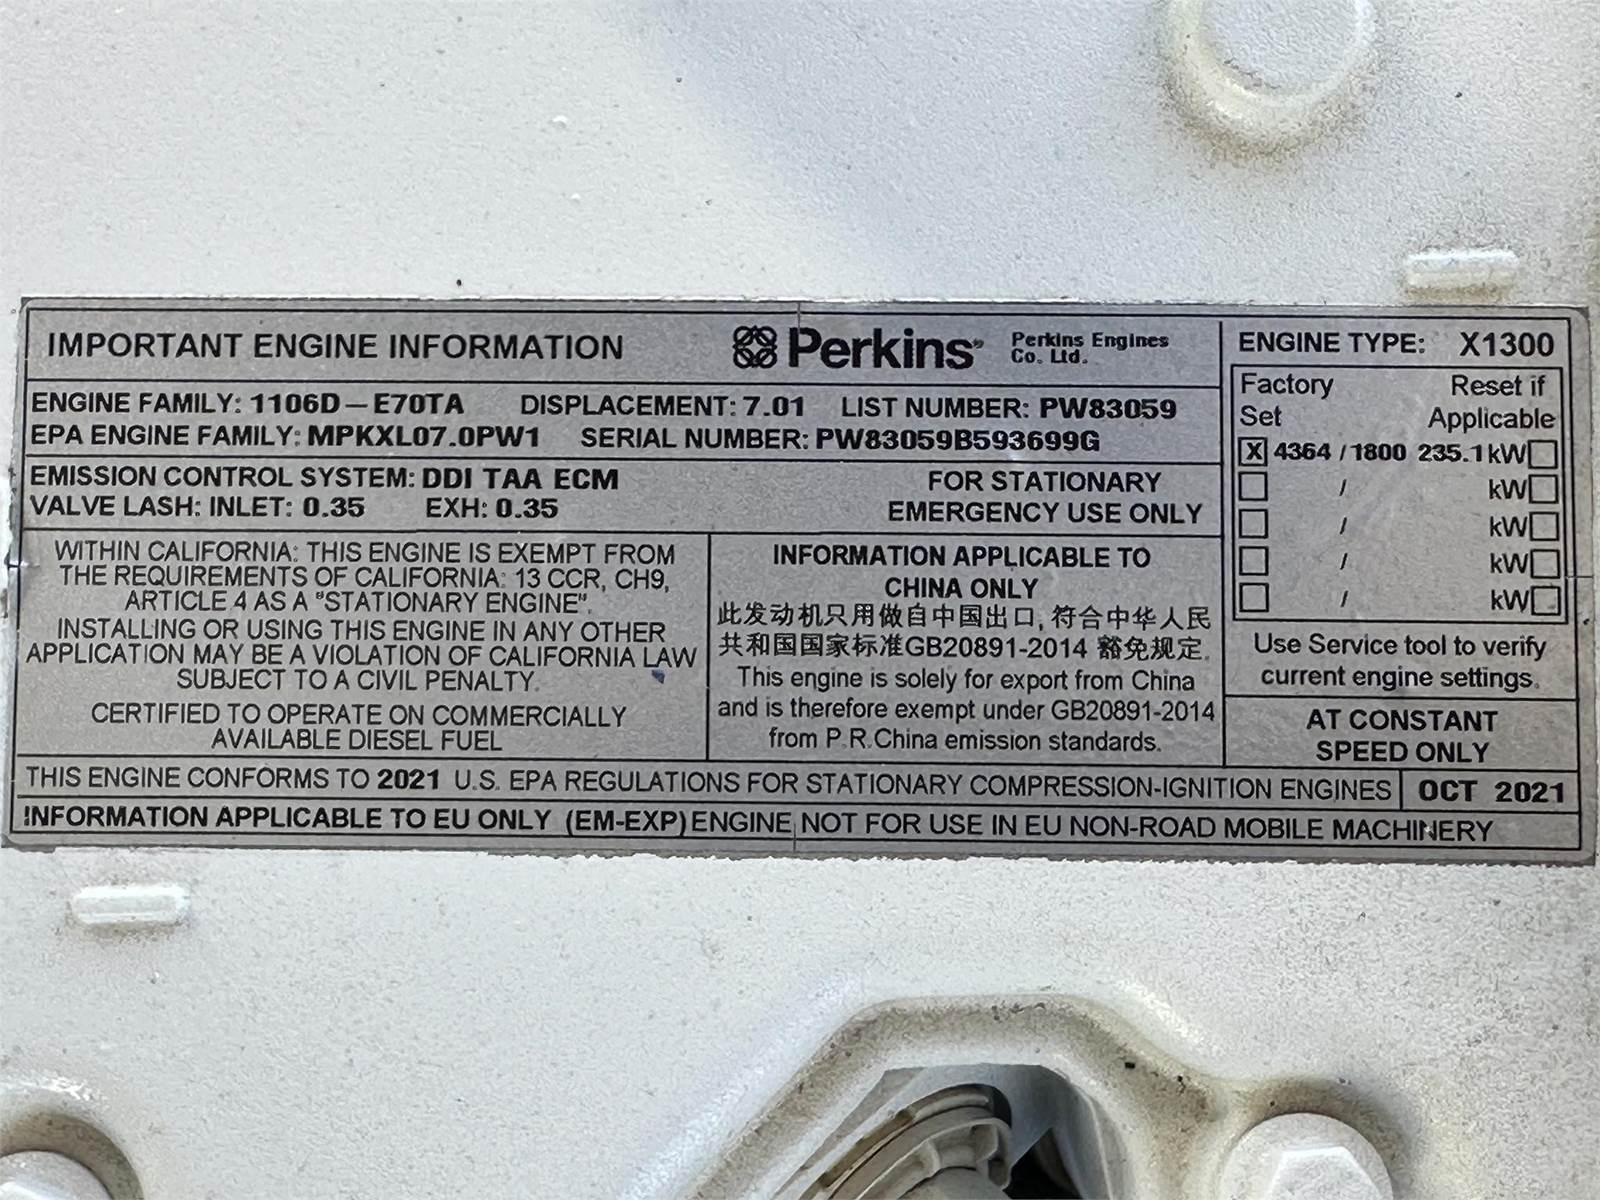 IMPORTANT ENGINE INFORMATION
Perkins
Perkins Engines
Co. Ltd.
ENGINE FAMILY: 1106D-E70TA DISPLACEMENT: 7.01 LIST NUMBER: PW83059
EPA ENGINE FAMILY: MPKXL07.0PW1 SERIAL NUMBER: PW83059B593699G
EMISSION CONTROL SYSTEM: DDI TAA ECM
VALVE LASH: INLET: 0.35 EXH: 0.35
FOR STATIONARY
EMERGENCY USE ONLY
WITHIN CALIFORNIA: THIS ENGINE IS EXEMPT FROM
THE REQUIREMENTS OF CALIFORNIA: 13 CCR, CH9,
ARTICLE 4 AS A "STATIONARY ENGINE".
INSTALLING OR USING THIS ENGINE IN ANY OTHER
APPLICATION MAY BE A VIOLATION OF CALIFORNIA LAW
SUBJECT TO A CIVIL PENALTY.
CERTIFIED TO OPERATE ON COMMERCIALLY
AVAILABLE DIESEL FUEL
INFORMATION APPLICABLE TO
CHINA ONLY
此发动机只用做自中国出口, 符合中华人民
共和国国家标准GB20891-2014 豁免规定.
This engine is solely for export from China
and is therefore exempt under GB20891-2014
from P.R.China emission standards.
ENGINE TYPE: X1300
Factory Reset if
Set Applicable
X 4364 / 1800 235.1 kW
/ kW
/ kW
/ kW
/ kW
Use Service tool to verify
current engine settings.
AT CONSTANT
SPEED ONLY
THIS ENGINE CONFORMS TO 2021 U.S. EPA REGULATIONS FOR STATIONARY COMPRESSION-IGNITION ENGINES OCT 2021
INFORMATION APPLICABLE TO EU ONLY (EM-EXP) ENGINE NOT FOR USE IN EU NON-ROAD MOBILE MACHINERY